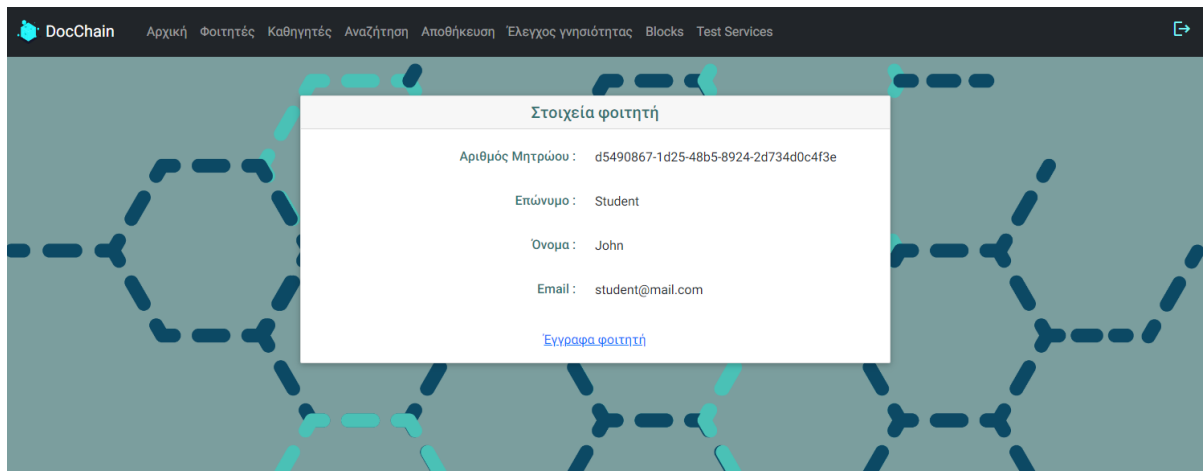 DocChain Αρχική Φοιτητές Καθηγητές Αναζήτηση Αποθήκευση Έλεγχος γνησιότητας Blocks Test Services
Στοιχεία φοιτητή
Αριθμός Μητρώου : d5490867-1d25-48b5-8924-2d734d0c4f3e
Επώνυμο : Student
Όνομα : John
Email : student@mail.com
Έγγραφα φοιτητή